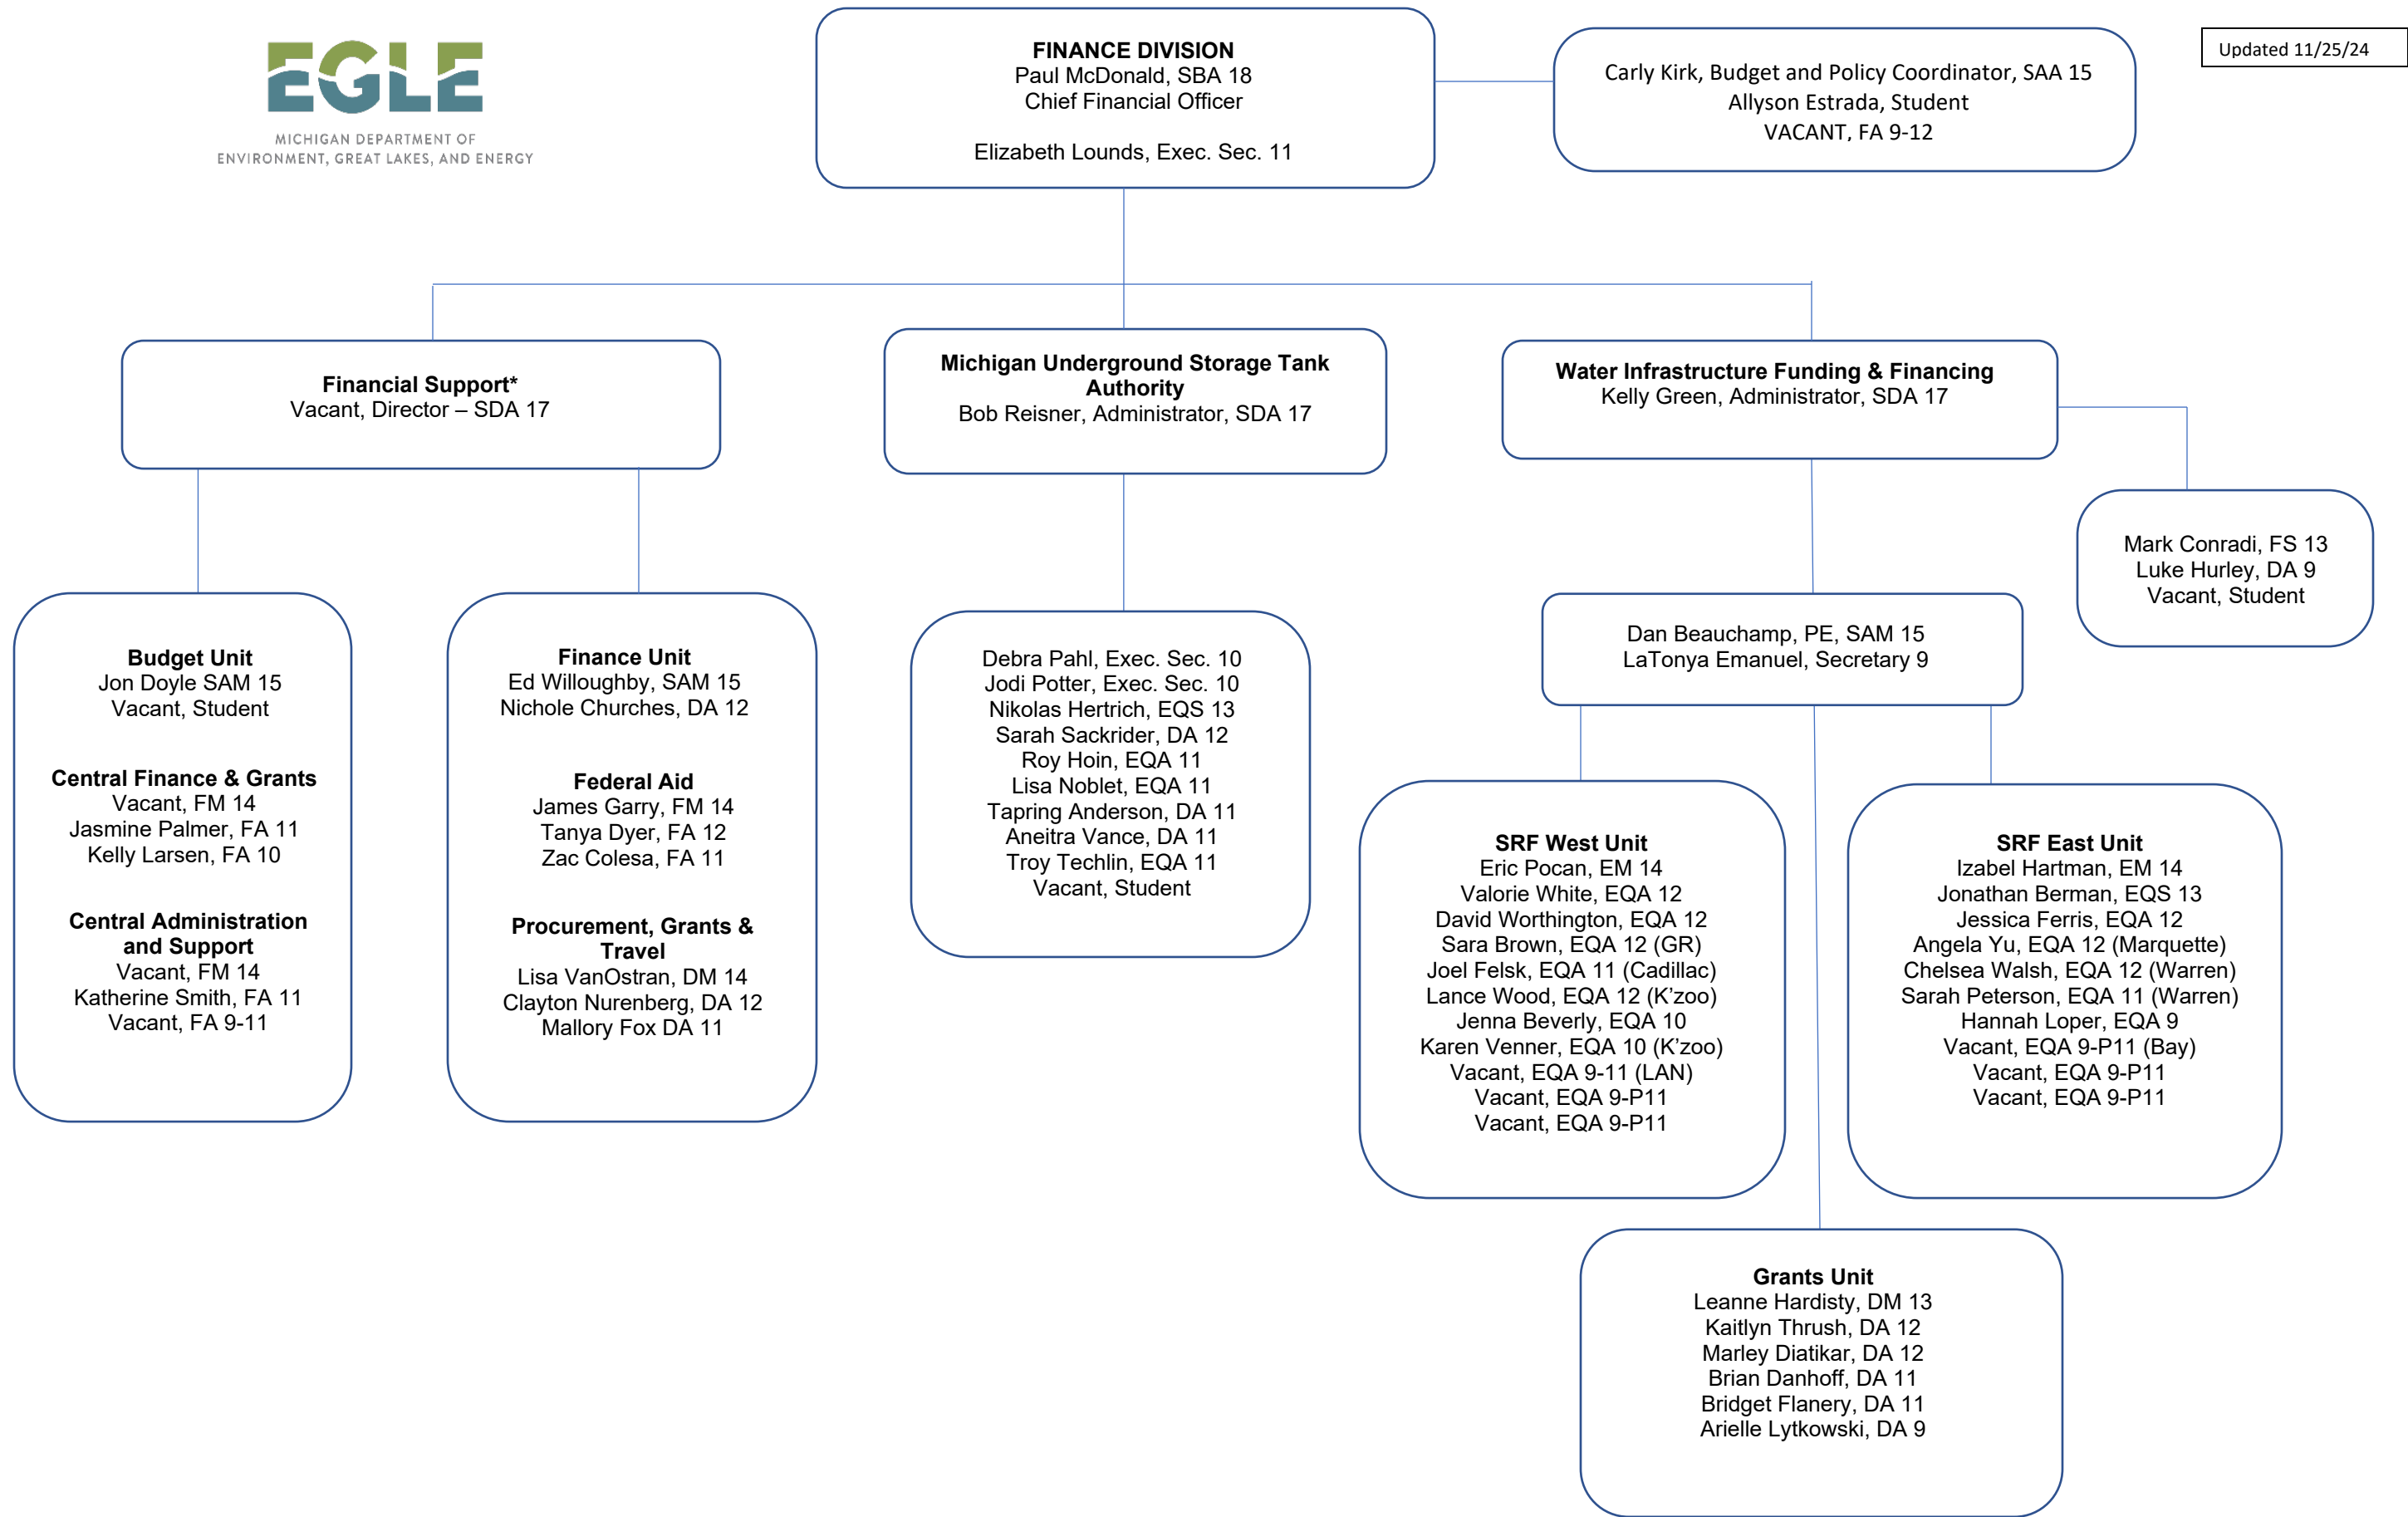 EGLE
MICHIGAN DEPARTMENT OF
ENVIRONMENT, GREAT LAKES, AND ENERGY
FINANCE DIVISION
Paul McDonald, SBA 18
Chief Financial Officer
Elizabeth Lounds, Exec. Sec. 11
Carly Kirk, Budget and Policy Coordinator, SAA 15
Allyson Estrada, Student
VACANT, FA 9-12
Updated 11/25/24
Financial Support*
Vacant, Director – SDA 17
Michigan Underground Storage Tank
Authority
Bob Reisner, Administrator, SDA 17
Water Infrastructure Funding & Financing
Kelly Green, Administrator, SDA 17
Mark Conradi, FS 13
Luke Hurley, DA 9
Vacant, Student
Budget Unit
Jon Doyle SAM 15
Vacant, Student
Central Finance & Grants
Vacant, FM 14
Jasmine Palmer, FA 11
Kelly Larsen, FA 10
Central Administration
and Support
Vacant, FM 14
Katherine Smith, FA 11
Vacant, FA 9-11
Finance Unit
Ed Willoughby, SAM 15
Nichole Churches, DA 12
Federal Aid
James Garry, FM 14
Tanya Dyer, FA 12
Zac Colesa, FA 11
Procurement, Grants &
Travel
Lisa VanOstran, DM 14
Clayton Nurenberg, DA 12
Mallory Fox DA 11
Debra Pahl, Exec. Sec. 10
Jodi Potter, Exec. Sec. 10
Nikolas Hertrich, EQS 13
Sarah Sackrider, DA 12
Roy Hoin, EQA 11
Lisa Noblet, EQA 11
Tapring Anderson, DA 11
Aneitra Vance, DA 11
Troy Techlin, EQA 11
Vacant, Student
Dan Beauchamp, PE, SAM 15
LaTonya Emanuel, Secretary 9
SRF West Unit
Eric Pocan, EM 14
Valorie White, EQA 12
David Worthington, EQA 12
Sara Brown, EQA 12 (GR)
Joel Felsk, EQA 11 (Cadillac)
Lance Wood, EQA 12 (K’zoo)
Jenna Beverly, EQA 10
Karen Venner, EQA 10 (K’zoo)
Vacant, EQA 9-11 (LAN)
Vacant, EQA 9-P11
Vacant, EQA 9-P11
SRF East Unit
Izabel Hartman, EM 14
Jonathan Berman, EQS 13
Jessica Ferris, EQA 12
Angela Yu, EQA 12 (Marquette)
Chelsea Walsh, EQA 12 (Warren)
Sarah Peterson, EQA 11 (Warren)
Hannah Loper, EQA 9
Vacant, EQA 9-P11 (Bay)
Vacant, EQA 9-P11
Vacant, EQA 9-P11
Grants Unit
Leanne Hardisty, DM 13
Kaitlyn Thrush, DA 12
Marley Diatikar, DA 12
Brian Danhoff, DA 11
Bridget Flanery, DA 11
Arielle Lytkowski, DA 9